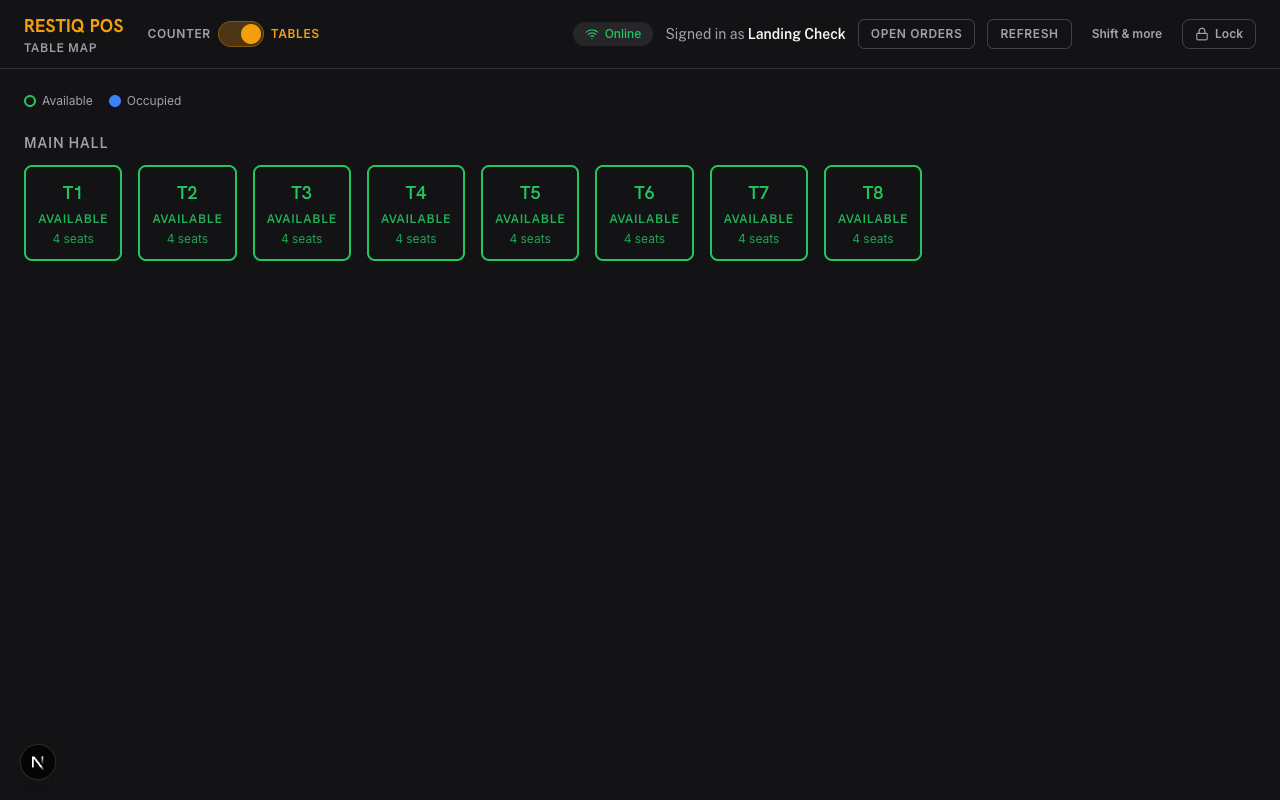 RESTIQ POS
TABLE MAP
COUNTER TABLES
Online Signed in as Landing Check OPEN ORDERS REFRESH Shift & more Lock
Available Occupied
MAIN HALL
T1 T2 T3 T4 T5 T6 T7 T8
AVAILABLE AVAILABLE AVAILABLE AVAILABLE AVAILABLE AVAILABLE AVAILABLE AVAILABLE
4 seats 4 seats 4 seats 4 seats 4 seats 4 seats 4 seats 4 seats
N